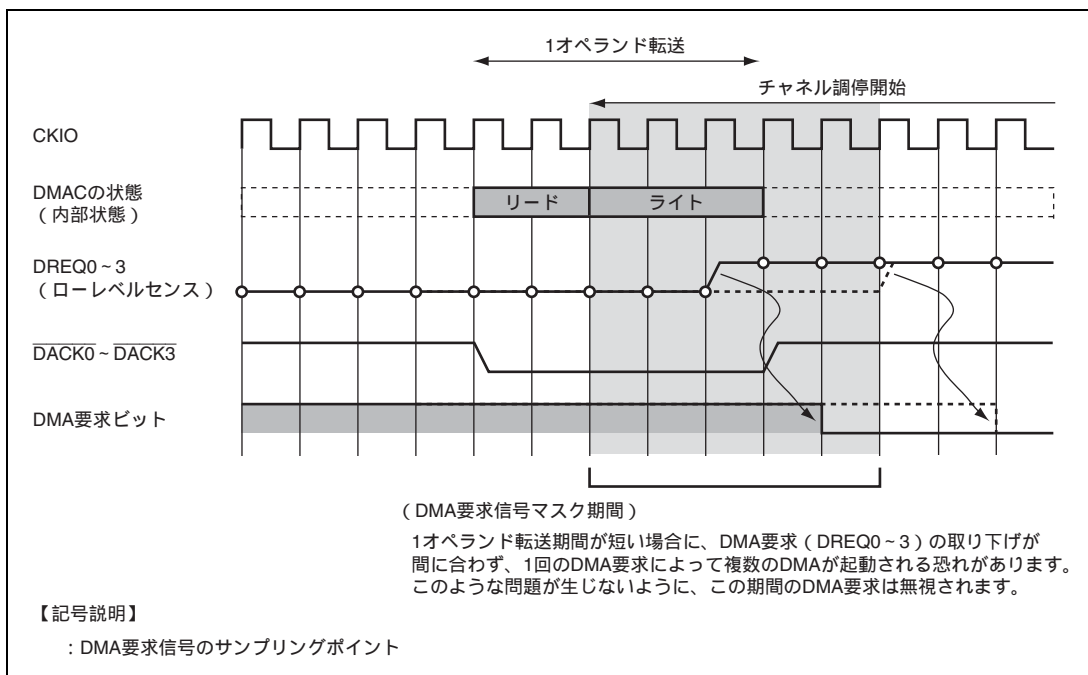 1オペランド転送
チャネル調停開始
CKIO
DMACの状態
（内部状態）
リード
ライト
DREQ0~3
（ローレベルセンス）
DACK0~DACK3
DMA要求ビット
（DMA要求信号マスク期間）
1オペランド転送期間が短い場合に、DMA要求（DREQ0~3）の取り下げが
間に合わず、1回のDMA要求によって複数のDMAが起動される恐れがあります。
このような問題が生じないように、この期間のDMA要求は無視されます。
【記号説明】
：DMA要求信号のサンプリングポイント